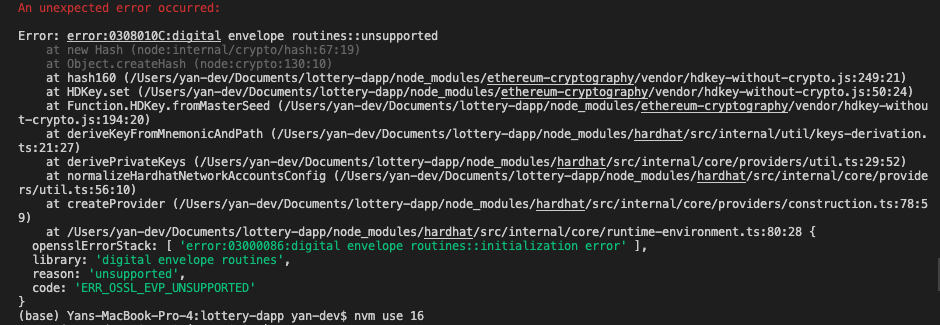 An unexpected error occurred:
Error: error:0308010C:digital envelope routines::unsupported
at new Hash (node:internal/crypto/hash:67:19)
at Object.createHash (node:crypto:130:10)
at hash160 (/Users/yan-dev/Documents/lottery-dapp/node_modules/ethereum-cryptography/vendor/hdkey-without-crypto.js:249:21)
at HDKey.set (/Users/yan-dev/Documents/lottery-dapp/node_modules/ethereum-cryptography/vendor/hdkey-without-crypto.js:50:24)
at Function.HDKey.fromMasterSeed (/Users/yan-dev/Documents/lottery-dapp/node_modules/ethereum-cryptography/vendor/hdkey-withou
t-crypto.js:194:20)
at deriveKeyFromMnemonicAndPath (/Users/yan-dev/Documents/lottery-dapp/node_modules/hardhat/src/internal/util/keys-derivation.
ts:21:27)
at derivePrivateKeys (/Users/yan-dev/Documents/lottery-dapp/node_modules/hardhat/src/internal/core/providers/util.ts:29:52)
at normalizeHardhatNetworkAccountsConfig (/Users/yan-dev/Documents/lottery-dapp/node_modules/hardhat/src/internal/core/provide
rs/util.ts:56:10)
at createProvider (/Users/yan-dev/Documents/lottery-dapp/node_modules/hardhat/src/internal/core/providers/construction.ts:78:5
9)
at /Users/yan-dev/Documents/lottery-dapp/node_modules/hardhat/src/internal/core/runtime-environment.ts:80:28 {
opensslErrorStack: [ 'error:03000086:digital envelope routines::initialization error' ],
library: 'digital envelope routines',
reason: 'unsupported',
code: 'ERR_OSSL_EVP_UNSUPPORTED'
}
(base) Yans-MacBook-Pro-4:lottery-dapp yan-dev$ nvm use 16